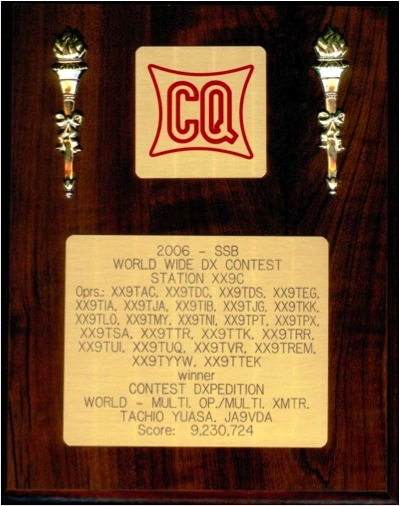 CQ
2006 - SSB
WORLD WIDE DX CONTEST
STATION XX9C
Oprs.: XX9TAC, XX9TDC, XX9TDS, XX9TEG,
XX9TIA, XX9TJA, XX9TIB, XX9TJG, XX9TKK,
XX9TLO, XX9TMY, XX9TNI, XX9TPT, XX9TPX,
XX9TSA, XX9TTR, XX9TTK, XX9TRR,
XX9TUI, XX9TUQ, XX9TVR, XX9TREM,
XX9TYYW, XX9TTEK
winner
CONTEST DXPEDITION
WORLD - MULTI. OP./MULTI. XMTR.
TACHIO YUASA, JA9VDA
Score: 9,230,724